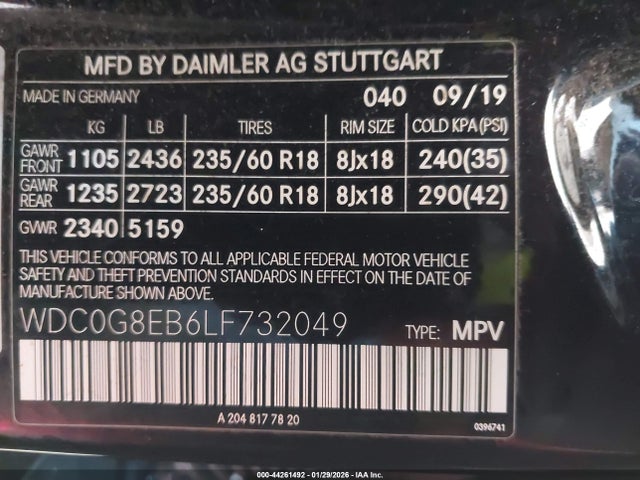 MFD BY DAIMLER AG STUTTGART
MADE IN GERMANY 040 09/19
KG LB TIRES RIM SIZE COLD KPA(PSI)
GAWR FRONT 1105 2436 235/60 R18 8Jx18 240(35)
GAWR REAR 1235 2723 235/60 R18 8Jx18 290(42)
GVWR 2340 5159
THIS VEHICLE CONFORMS TO ALL APPLICABLE FEDERAL MOTOR VEHICLE
SAFETY AND THEFT PREVENTION STANDARDS IN EFFECT ON THE DATE OF
MANUFACTURE SHOWN ABOVE.
WDC0G8EB6LF732049 TYPE: MPV
A 204 817 78 20
0396741
000-44261492 - 01/29/2026 - IAA Inc.